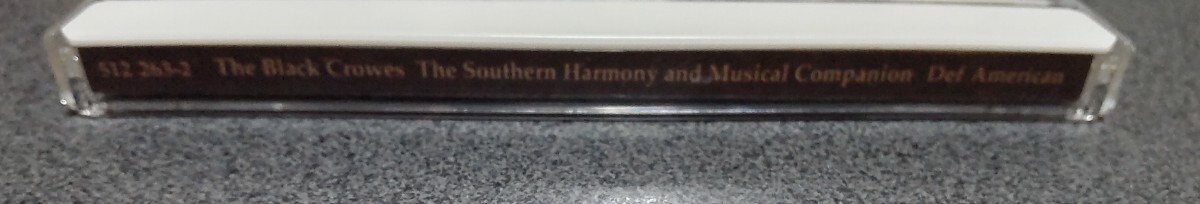 512 263-2 The Black Crowes The Southern Harmony and Musical Companion Def American